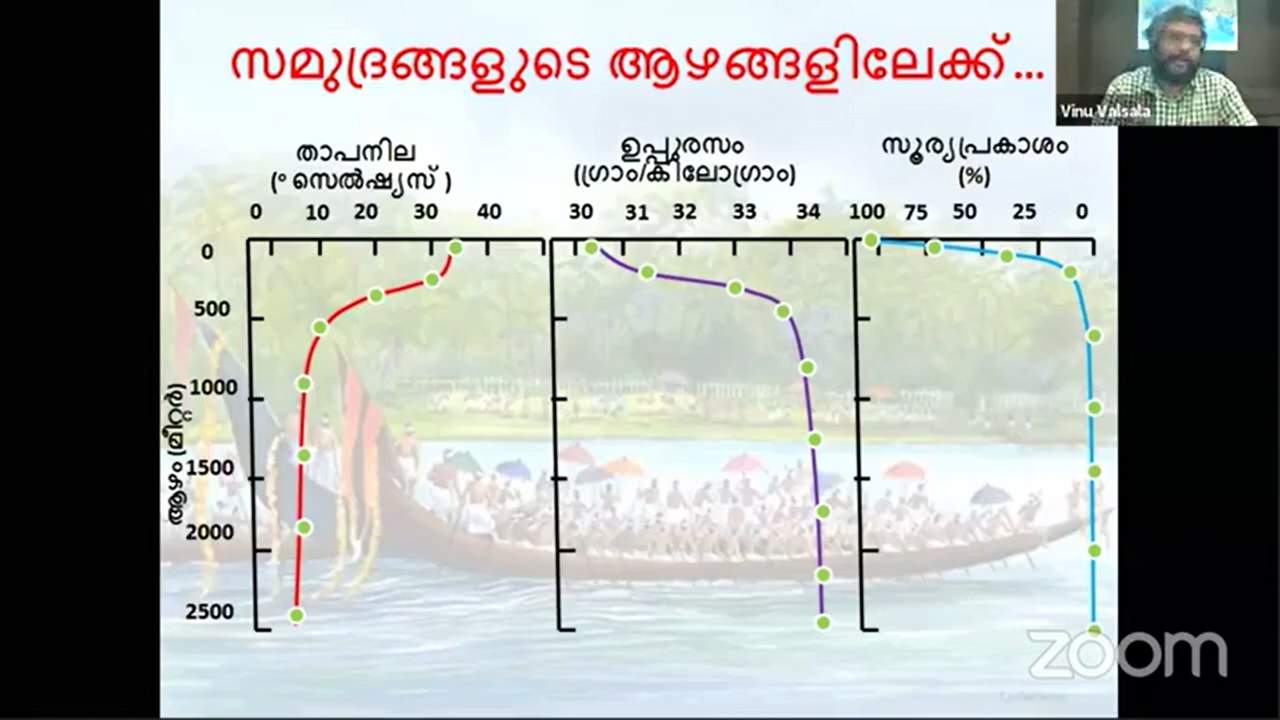 സമുദ്രങ്ങളുടെ ആഴങ്ങളിലേക്ക് ...
Vinu Valsala
താപനില
(° സെൽഷ്യസ് )
ഉപ്പുരസം
(ഗ്രാം/കിലോഗ്രാം)
സൂര്യപ്രകാശം
(%)
0 10 20 30 40
30 31 32 33 34
100 75 50 25 0
0
500
1000
1500
2000
2500
ആഴം (മീറ്റർ)
zoom